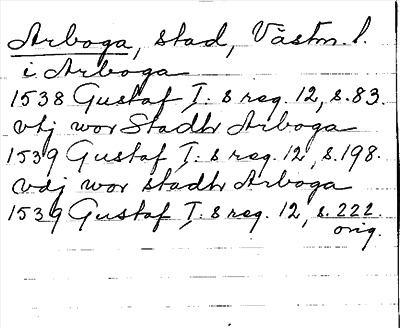 Arboga, stad, Västm. l.
i Arboga
1538 Gustaf I:s reg. 12, s. 83.
vtj wor Stadh Arboga
1539 Gustaf I:s reg. 12, s. 198.
vdj wor stadh Arboga
1539 Gustaf I:s reg. 12, s. 222
orig.